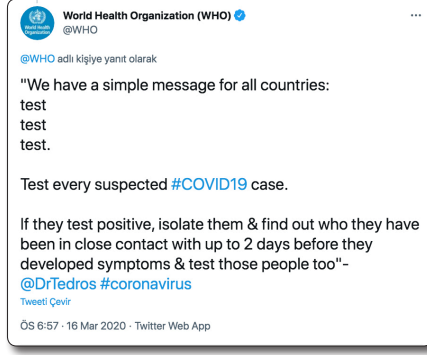 World Health Organization (WHO)
@WHO
@WHO adlı kişiye yanıt olarak
"We have a simple message for all countries:
test
test
test.
Test every suspected #COVID19 case.
If they test positive, isolate them & find out who they have
been in close contact with up to 2 days before they
developed symptoms & test those people too"-
@DrTedros #coronavirus
Tweeti Çevir
ÖS 6:57 · 16 Mar 2020 · Twitter Web App